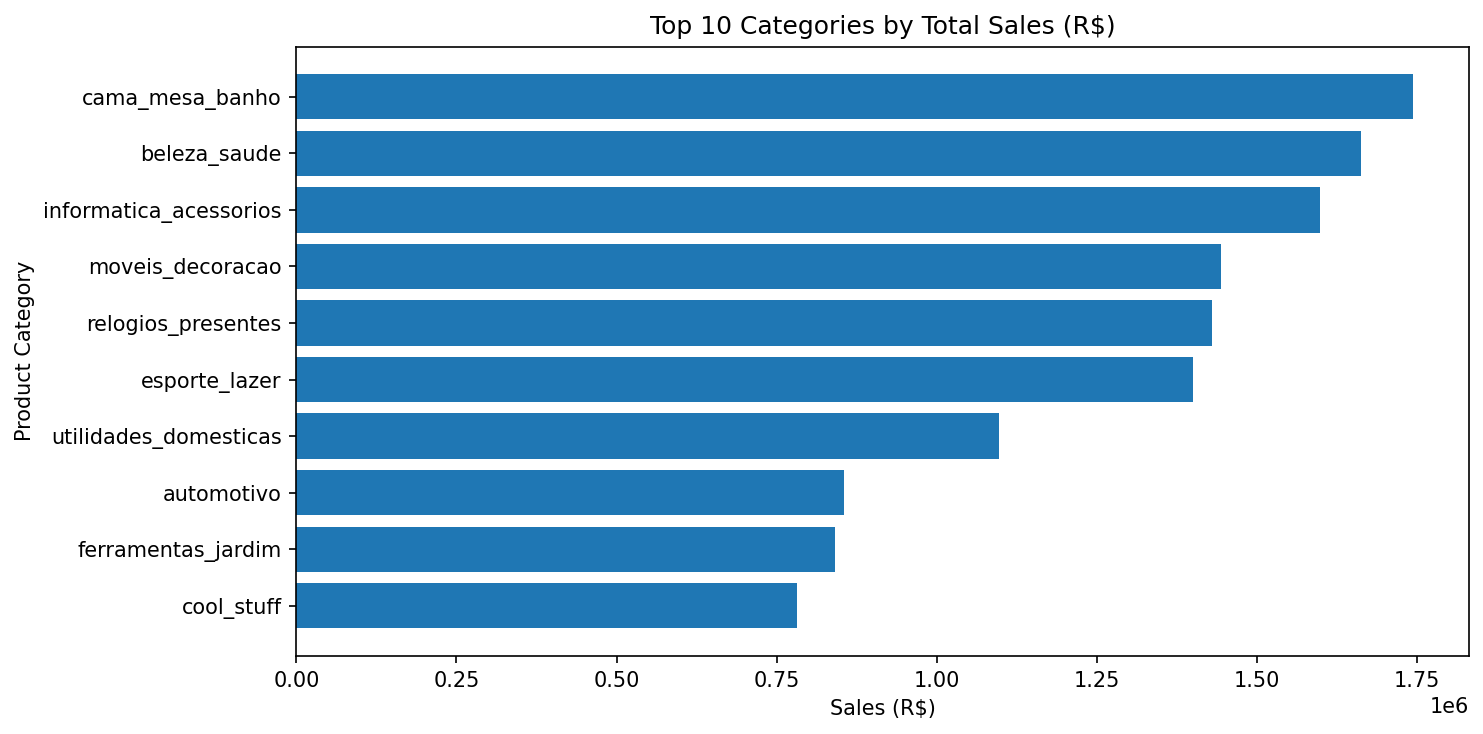 Top 10 Categories by Total Sales (R$)
Product Category
cama_mesa_banho
beleza_saude
informatica_acessorios
moveis_decoracao
relogios_presentes
esporte_lazer
utilidades_domesticas
automotivo
ferramentas_jardim
cool_stuff
0.00 0.25 0.50 0.75 1.00 1.25 1.50 1.75
1e6
Sales (R$)